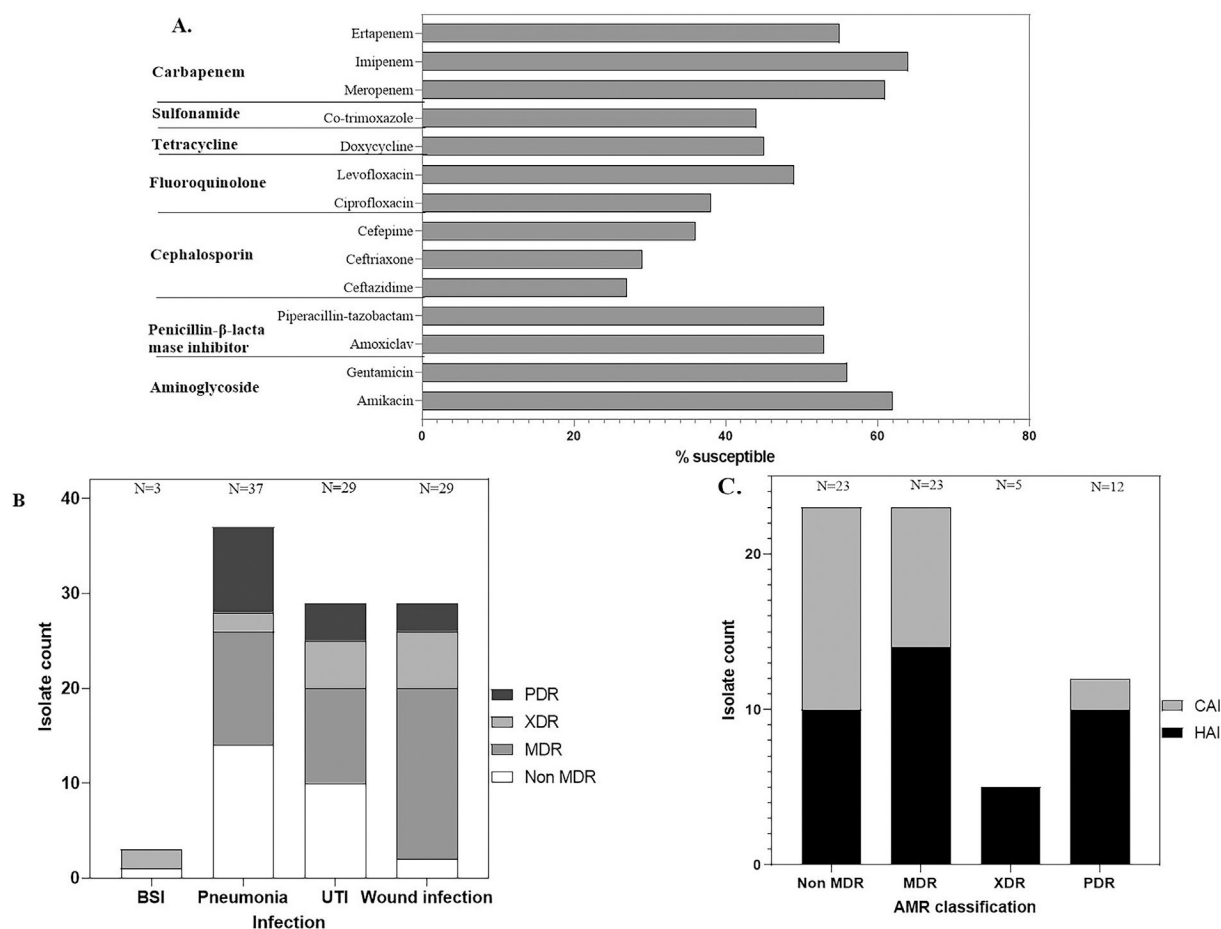 A.
Carbapenem
Ertapenem
Imipenem
Meropenem
Sulfonamide
Co-trimoxazole
Tetracycline
Doxycycline
Fluoroquinolone
Levofloxacin
Ciprofloxacin
Cephalosporin
Cefepime
Ceftriaxone
Ceftazidime
Penicillin-β-lacta
mase inhibitor
Piperacillin-tazobactam
Amoxiclav
Aminoglycoside
Gentamicin
Amikacin
0 20 40 60 80
% susceptible
B
N=3 N=37 N=29 N=29
Isolate count
40
30
20
10
0
BSI Pneumonia UTI Wound infection
Infection
PDR
XDR
MDR
Non MDR
C.
N=23 N=23 N=5 N=12
Isolate count
20
10
0
Non MDR MDR XDR PDR
AMR classification
CAI
HAI